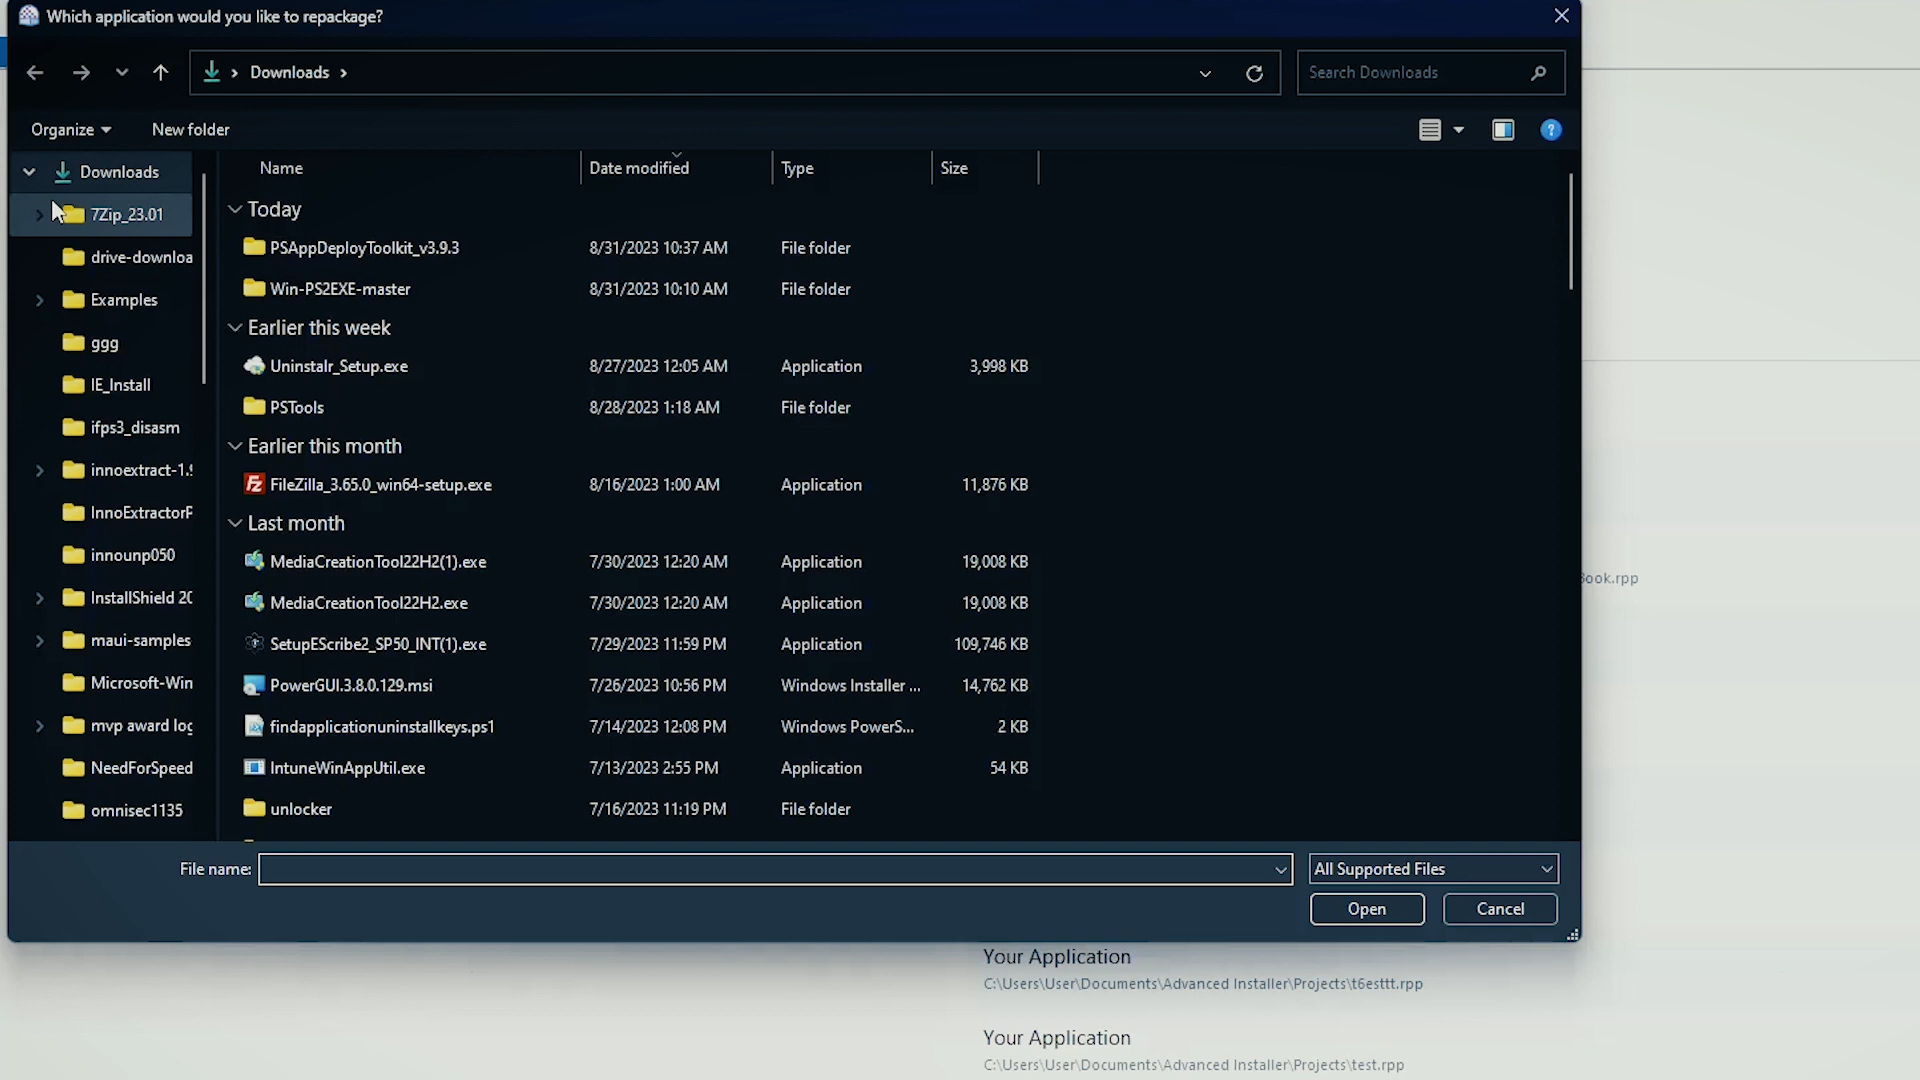 Which application would you like to repackage?
Downloads
Search Downloads
Organize
New folder
Downloads
7Zip_23.01
drive-downloa
Examples
ggg
IE_Install
ifps3_disasm
innoextract-1.9
InnoExtractorP
innounp050
InstallShield 20
maui-samples
Microsoft-Win
mvp award log
NeedForSpeed
omnisec1135
Name Date modified Type Size
Today
PSAppDeployToolkit_v3.9.3 8/31/2023 10:37 AM File folder
Win-PS2EXE-master 8/31/2023 10:10 AM File folder
Earlier this week
Uninstalr_Setup.exe 8/27/2023 12:05 AM Application 3,998 KB
PSTools 8/28/2023 1:18 AM File folder
Earlier this month
FileZilla_3.65.0_win64-setup.exe 8/16/2023 1:00 AM Application 11,876 KB
Last month
MediaCreationTool22H2(1).exe 7/30/2023 12:20 AM Application 19,008 KB
MediaCreationTool22H2.exe 7/30/2023 12:20 AM Application 19,008 KB
SetupEScribe2_SP50_INT(1).exe 7/29/2023 11:59 PM Application 109,746 KB
PowerGUI.3.8.0.129.msi 7/26/2023 10:56 PM Windows Installer ... 14,762 KB
findapplicationuninstallkeys.ps1 7/14/2023 12:08 PM Windows PowerS... 2 KB
IntuneWinAppUtil.exe 7/13/2023 2:55 PM Application 54 KB
unlocker 7/16/2023 11:19 PM File folder
File name:
All Supported Files
Open
Cancel
Book.rpp
Your Application
C:\Users\User\Documents\Advanced Installer\Projects\t6esttt.rpp
Your Application
C:\Users\User\Documents\Advanced Installer\Projects\test.rpp